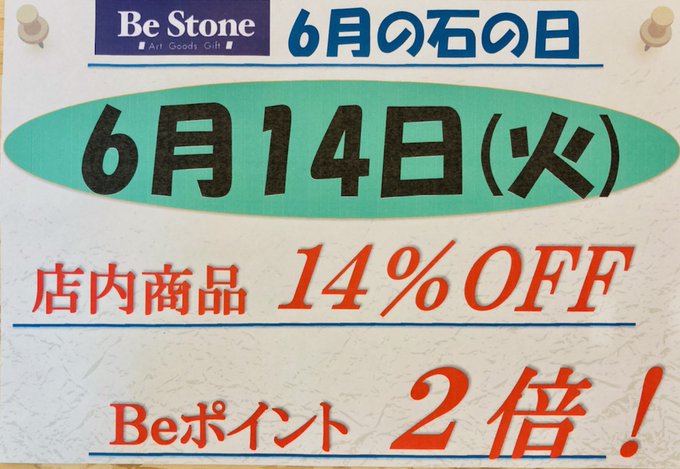 Be Stone
Art Goods Gift
6月の石の日
6月14日(火)
店内商品 14%OFF
Beポイント 2倍!